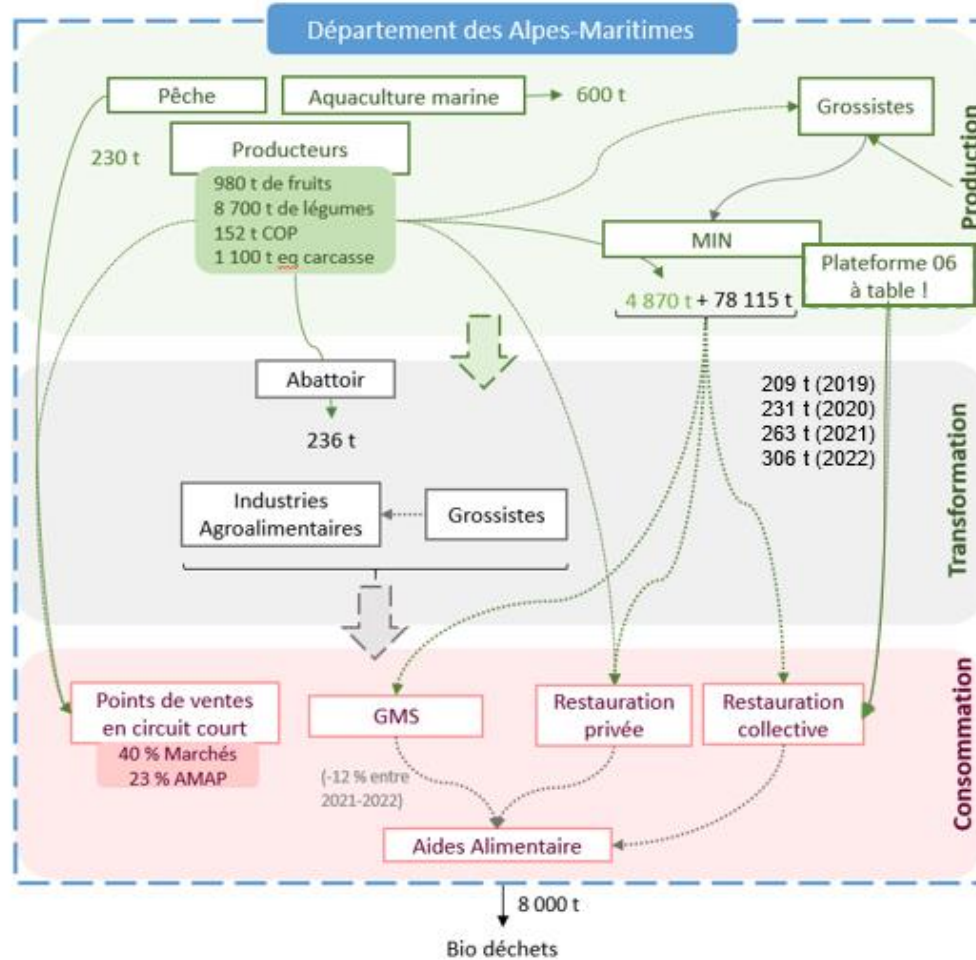 Département des Alpes-Maritimes
Pêche
Aquaculture marine
600 t
Grossistes
230 t
Producteurs
980 t de fruits
8 700 t de légumes
152 t COP
1 100 t eq carcasse
Production
MIN
Plateforme 06
à table !
4 870 t + 78 115 t
Abattoir
236 t
209 t (2019)
231 t (2020)
263 t (2021)
306 t (2022)
Industries
Agroalimentaires
Grossistes
Transformation
Points de ventes
en circuit court
40 % Marchés
23 % AMAP
GMS
Restauration
privée
Restauration
collective
(-12 % entre
2021-2022)
Aides Alimentaire
Consommation
8 000 t
Bio déchets